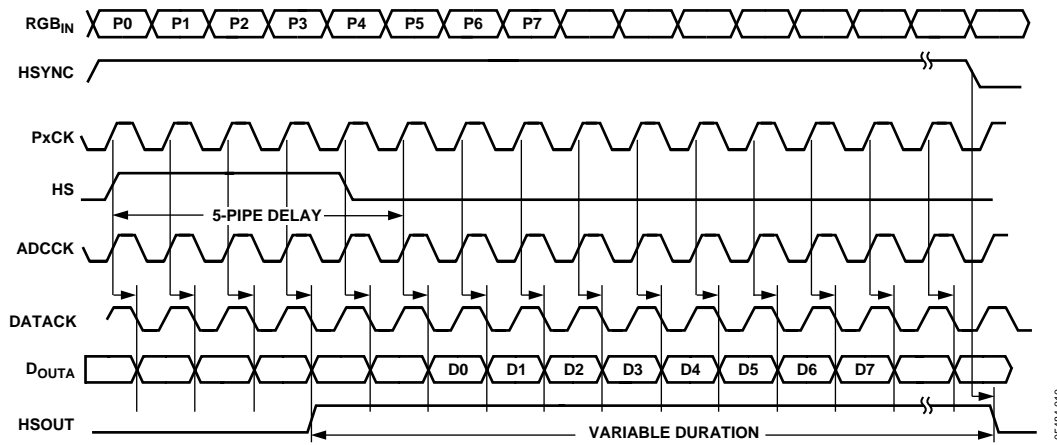 RGBIN P0 P1 P2 P3 P4 P5 P6 P7
HSYNC
PxCK
HS
5-PIPE DELAY
ADCCK
DATACK
DOUTA D0 D1 D2 D3 D4 D5 D6 D7
HSOUT
VARIABLE DURATION